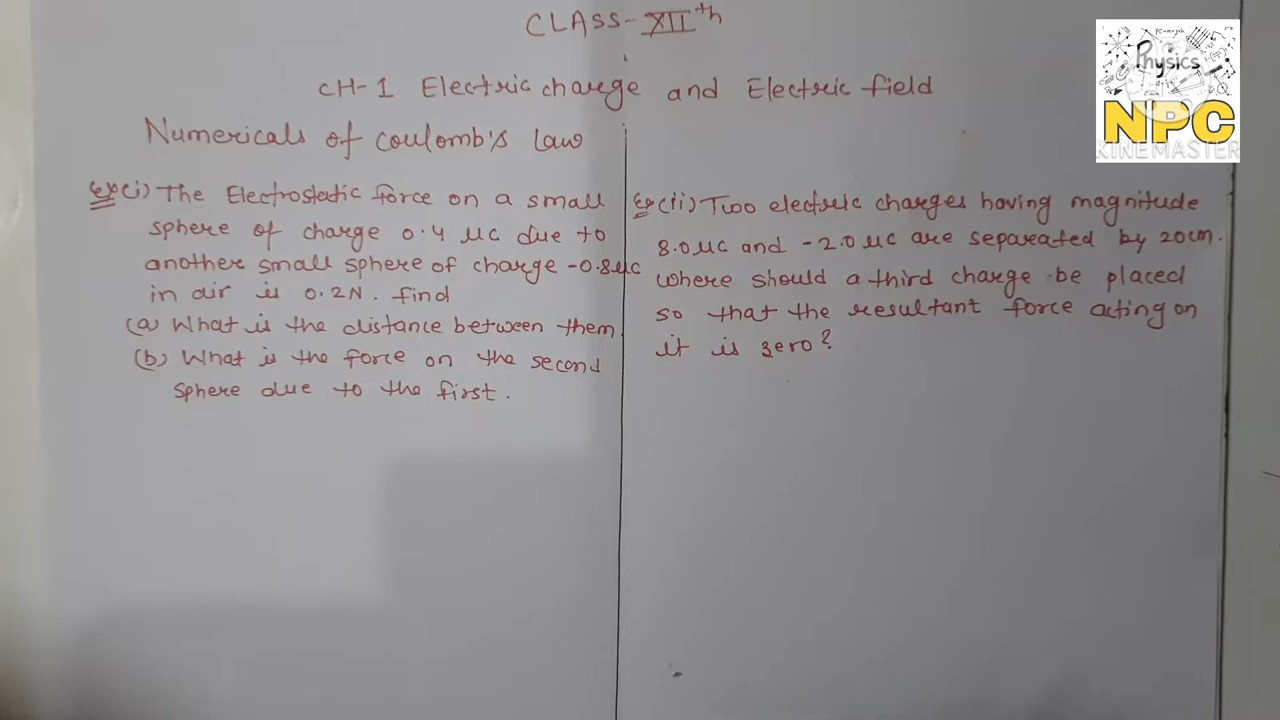 CLASS-XIIth
CH-1 Electric charge and Electric field
Numericals of Coulomb's Law
Ex(i) The Electrostatic force on a small
sphere of charge 0.4 μC due to
another small sphere of charge -0.8μC
in air is 0.2N. find
(a) What is the distance between them
(b) What is the force on the second
sphere due to the first.
Ex(ii) Two electric charges having magnitude
8.0μC and -2.0μC are separated by 20cm.
where should a third charge be placed
so that the resultant force acting on
it is zero?
Physics
NPC
KINEMASTER